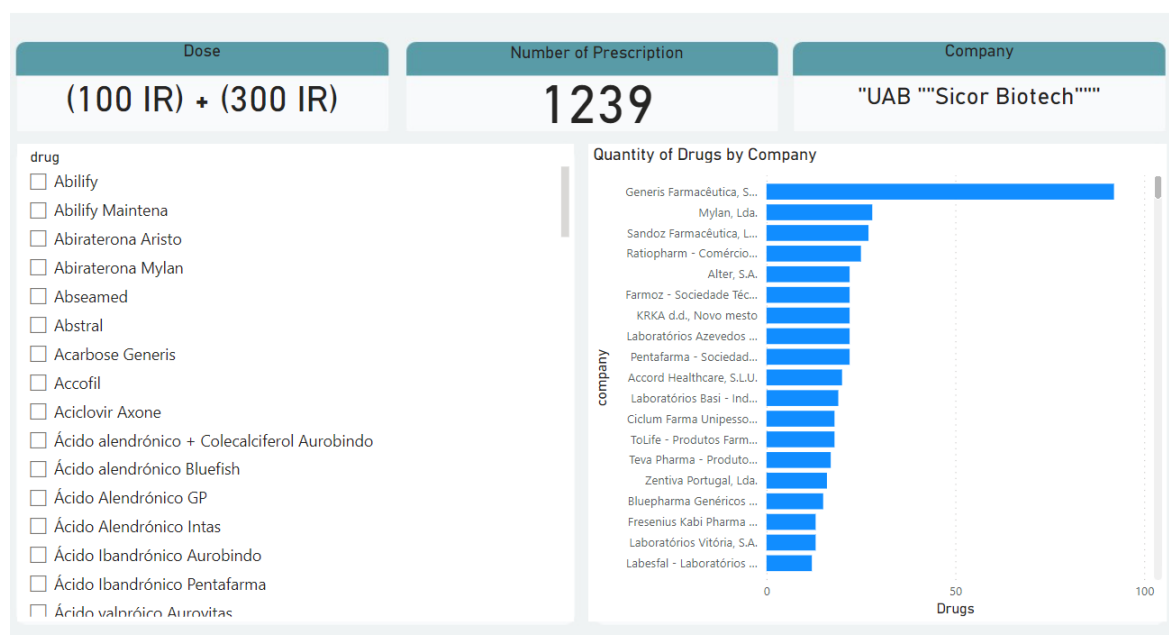 Dose
(100 IR) + (300 IR)
Number of Prescription
1239
Company
"UAB ""Sicor Biotech"""
drug
Abilify
Abilify Maintena
Abiraterona Aristo
Abiraterona Mylan
Abseamed
Abstral
Acarbose Generis
Accofil
Aciclovir Axone
Ácido alendrónico + Colecalciferol Aurobindo
Ácido alendrónico Bluefish
Ácido Alendrónico GP
Ácido Alendrónico Intas
Ácido Ibandrónico Aurobindo
Ácido Ibandrónico Pentafarma
Ácido valpróico Aurovitas
Quantity of Drugs by Company
company
Generis Farmacêutica, S...
Mylan, Lda.
Sandoz Farmacêutica, L...
Ratiopharm - Comércio...
Alter, S.A.
Farmoz - Sociedade Téc...
KRKA d.d., Novo mesto
Laboratórios Azevedos ...
Pentafarma - Sociedad...
Accord Healthcare, S.L.U.
Laboratórios Basi - Ind...
Ciclum Farma Unipesso...
ToLife - Produtos Farm...
Teva Pharma - Produto...
Zentiva Portugal, Lda.
Bluepharma Genéricos ...
Fresenius Kabi Pharma ...
Laboratórios Vitória, S.A.
Labesfal - Laboratórios ...
0 50 100
Drugs